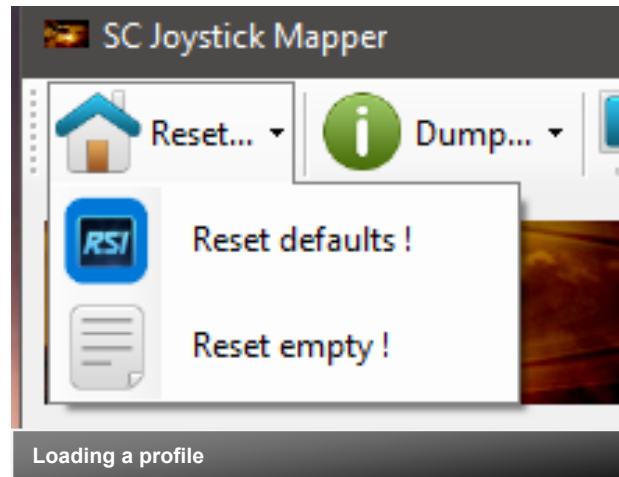 SC Joystick Mapper
Reset...
Dump...
RSI
Reset defaults !
Reset empty !
Loading a profile